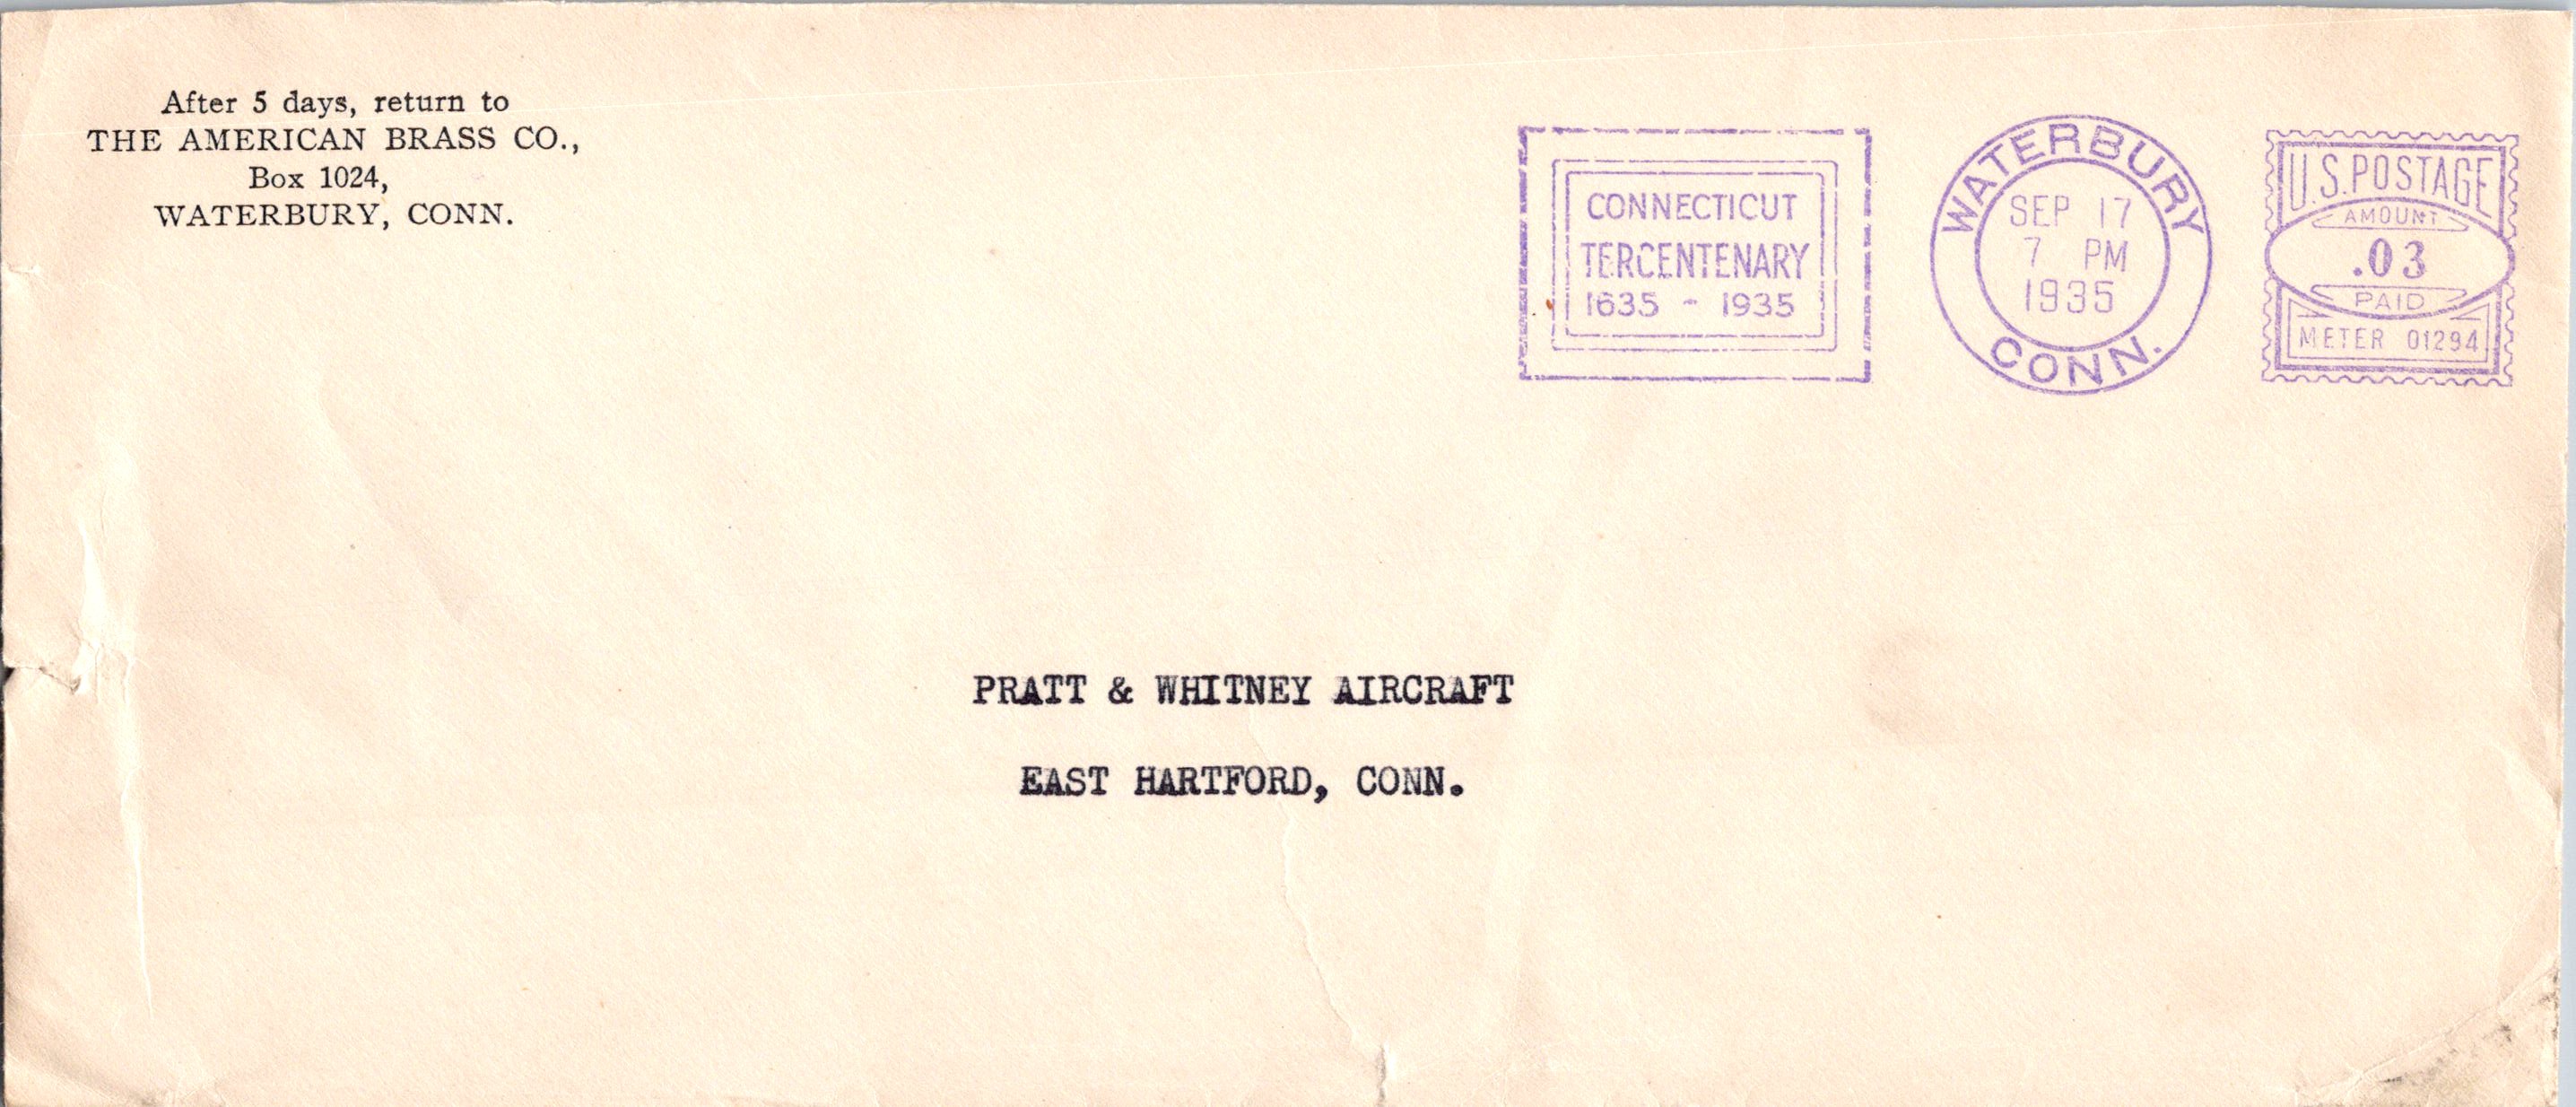 After 5 days, return to
THE AMERICAN BRASS CO.,
Box 1024,
WATERBURY, CONN.
CONNECTICUT
TERCENTENARY
1635 - 1935
WATERBURY
SEP 17
7 PM
1935
CONN.
U.S. POSTAGE
AMOUNT
.03
PAID
METER 01294
PRATT & WHITNEY AIRCRAFT
EAST HARTFORD, CONN.